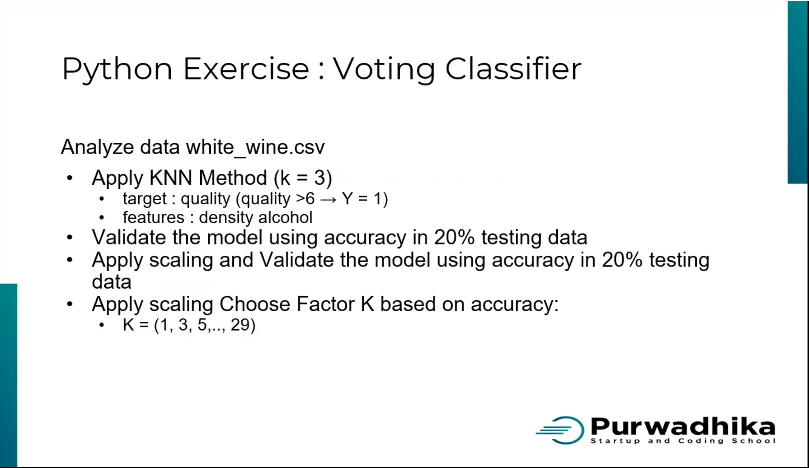 Python Exercise : Voting Classifier
Analyze data white_wine.csv
• Apply KNN Method (k = 3)
• target : quality (quality >6 → Y = 1)
• features : density alcohol
• Validate the model using accuracy in 20% testing data
• Apply scaling and Validate the model using accuracy in 20% testing
data
• Apply scaling Choose Factor K based on accuracy:
• K = (1, 3, 5,.., 29)
Purwadhika
Startup and Coding School